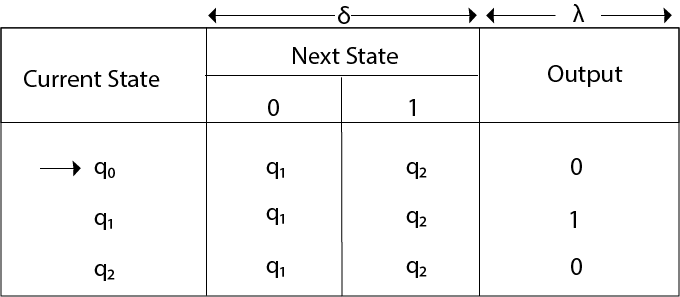 δ λ
Current State Next State Output
0 1
q₀ q₁ q₂ 0
q₁ q₁ q₂ 1
q₂ q₁ q₂ 0